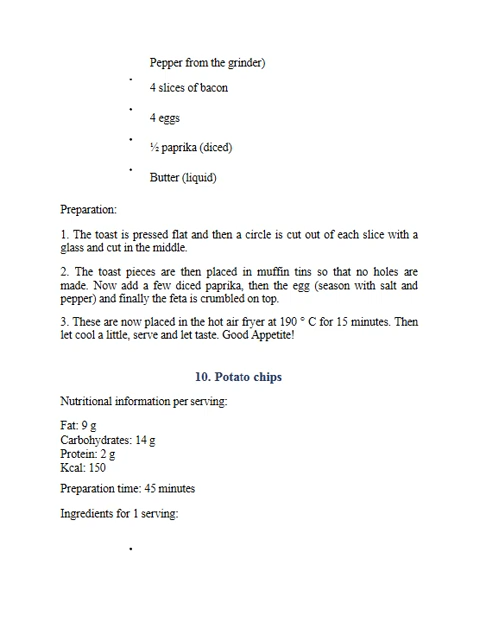 Pepper from the grinder)
4 slices of bacon
4 eggs
½ paprika (diced)
Butter (liquid)
Preparation:
1. The toast is pressed flat and then a circle is cut out of each slice with a
glass and cut in the middle.
2. The toast pieces are then placed in muffin tins so that no holes are
made. Now add a few diced paprika, then the egg (season with salt and
pepper) and finally the feta is crumbled on top.
3. These are now placed in the hot air fryer at 190 ° C for 15 minutes. Then
let cool a little, serve and let taste. Good Appetite!
10. Potato chips
Nutritional information per serving:
Fat: 9 g
Carbohydrates: 14 g
Protein: 2 g
Kcal: 150
Preparation time: 45 minutes
Ingredients for 1 serving: